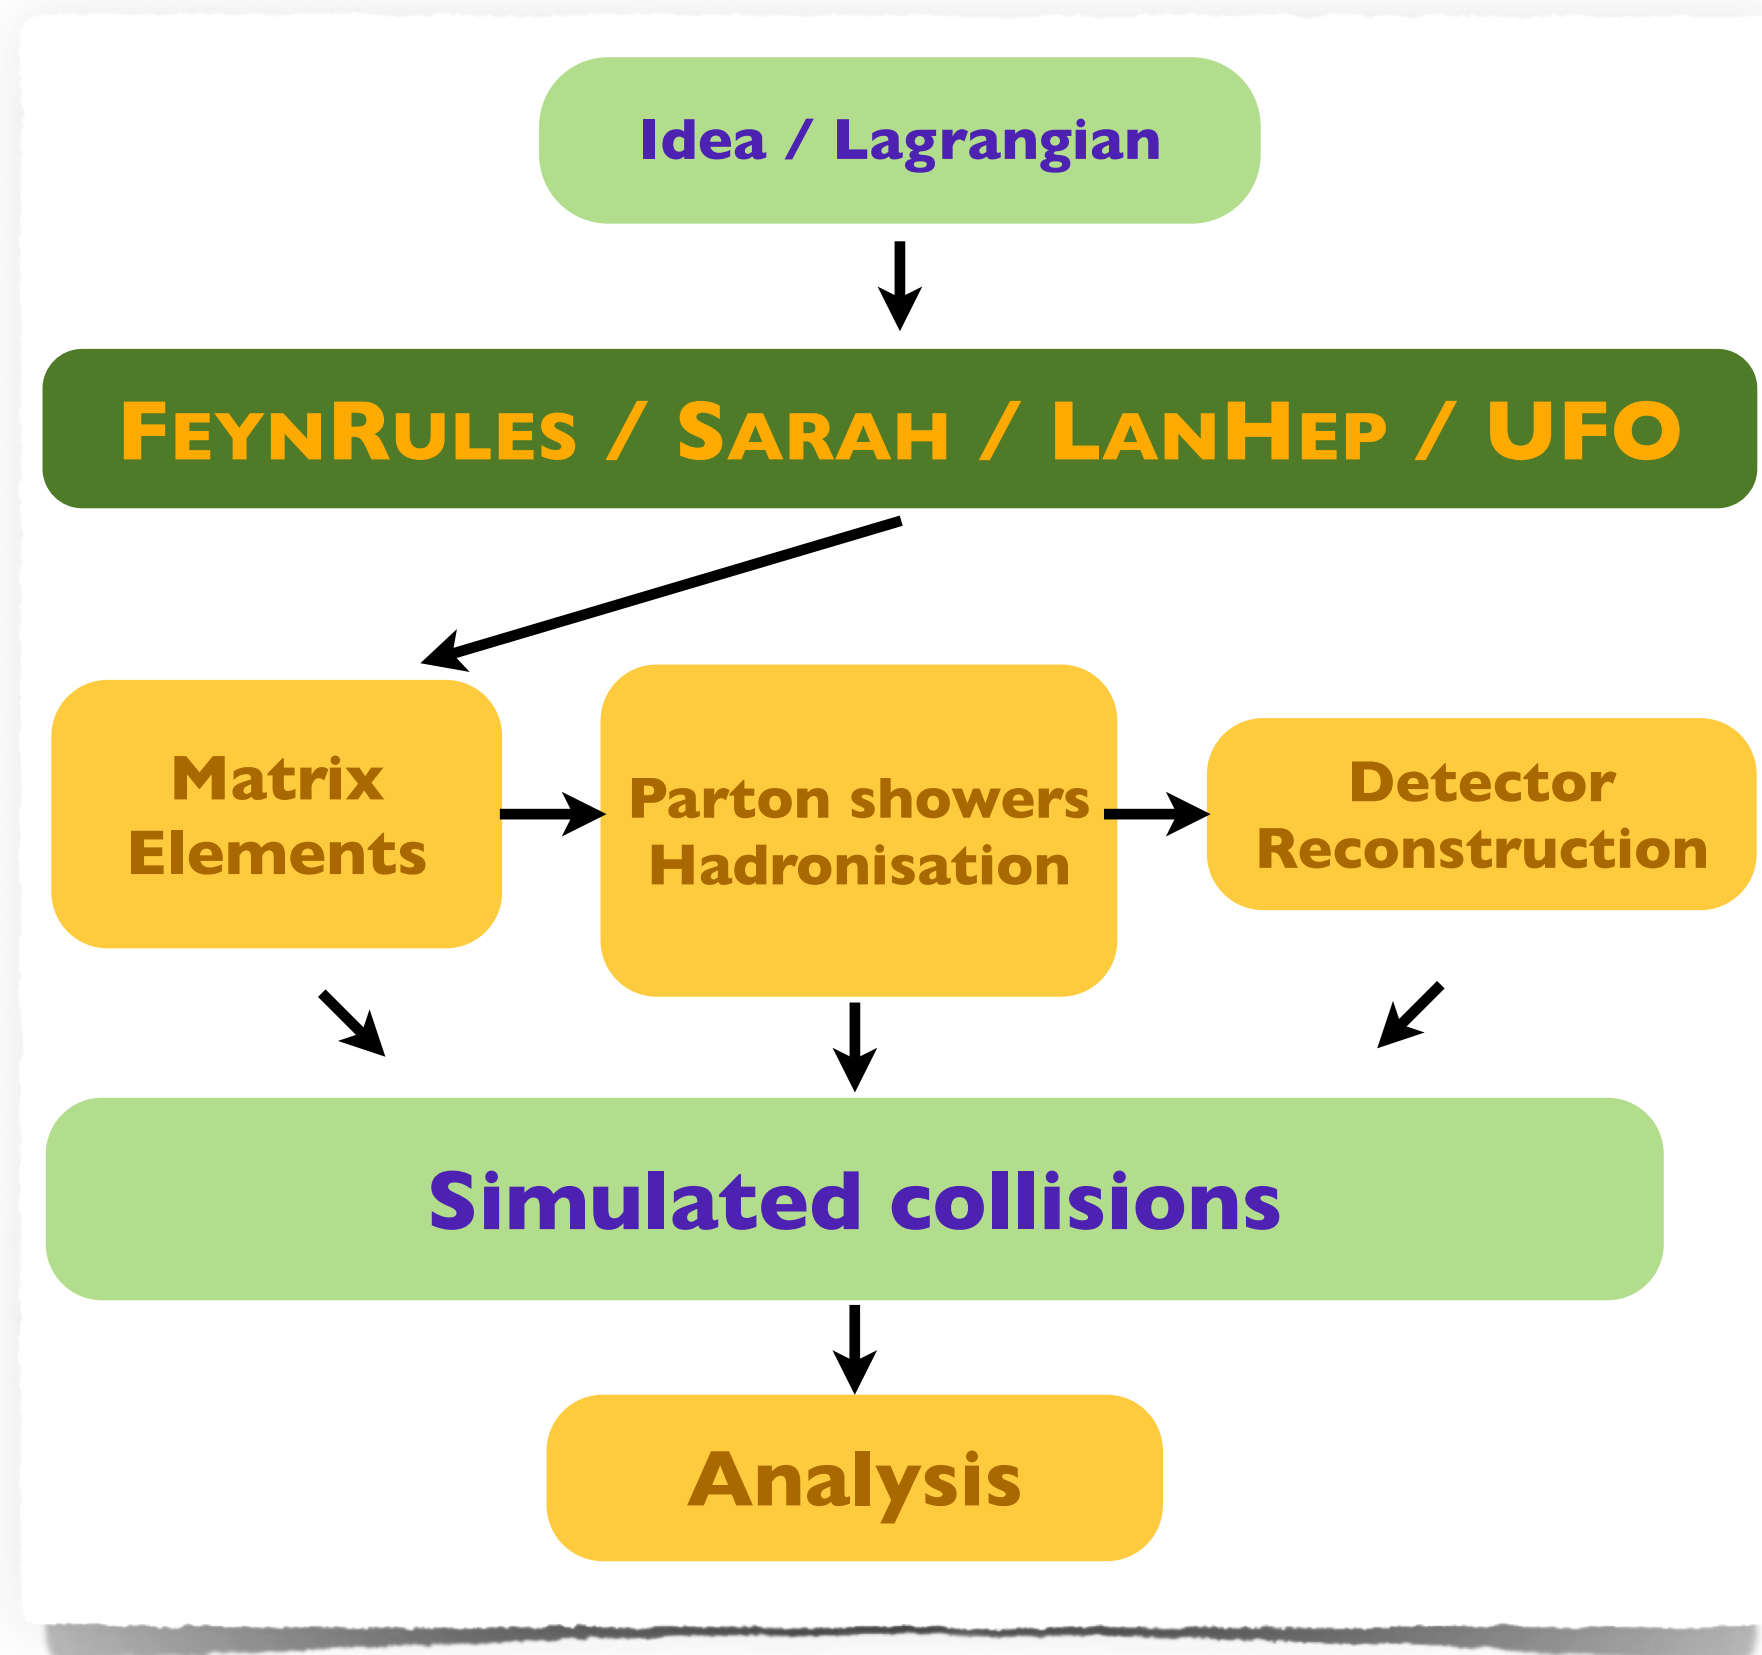 Idea / Lagrangian
FEYNRULES / SARAH / LANHEP / UFO
Matrix
Elements
Parton showers
Hadronisation
Detector
Reconstruction
Simulated collisions
Analysis